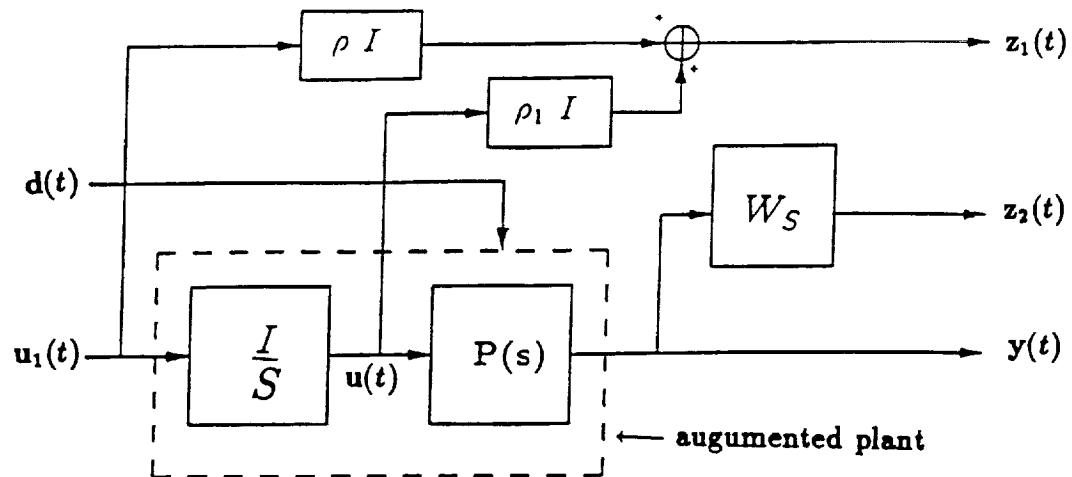 ρ I
z₁(t)
ρ₁ I
d(t)
W_S
z₂(t)
u₁(t)
I
S
u(t)
P(s)
y(t)
augumented plant